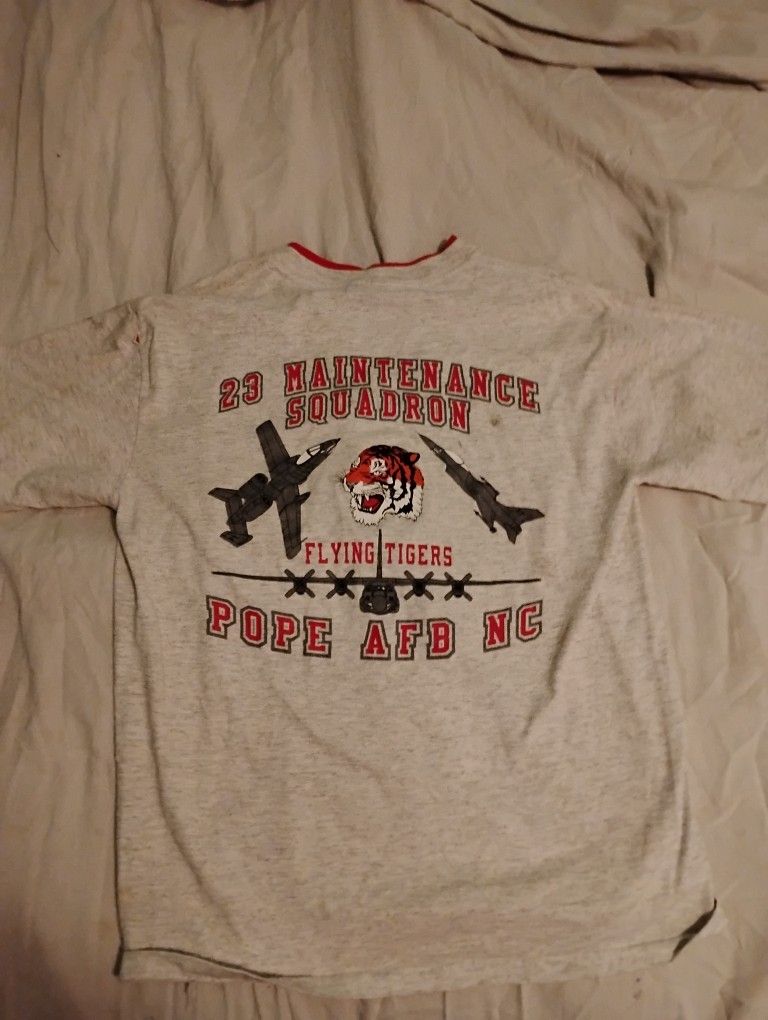 23 MAINTENANCE
SQUADRON
FLYING TIGERS
POPE AFB NC